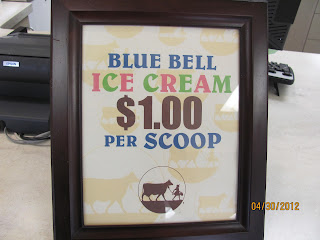 BLUE BELL
ICE CREAM
$1.00
PER SCOOP
04/30/2012